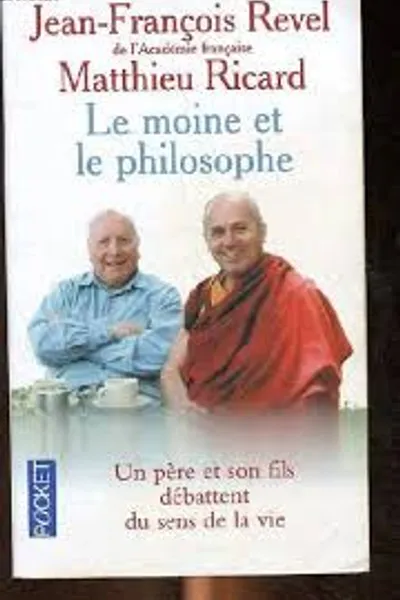 Jean-François Revel
de l'Académie française
Matthieu Ricard
Le moine et
le philosophe
POCKET
Un père et son fils
débattent
du sens de la vie